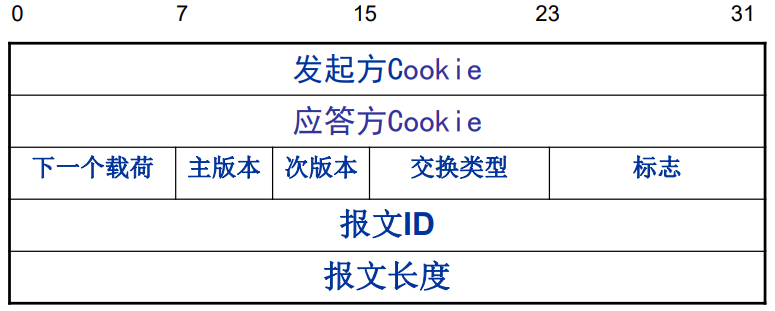 0 7 15 23 31
发起方Cookie
应答方Cookie
下一个载荷 主版本 次版本 交换类型 标志
报文ID
报文长度